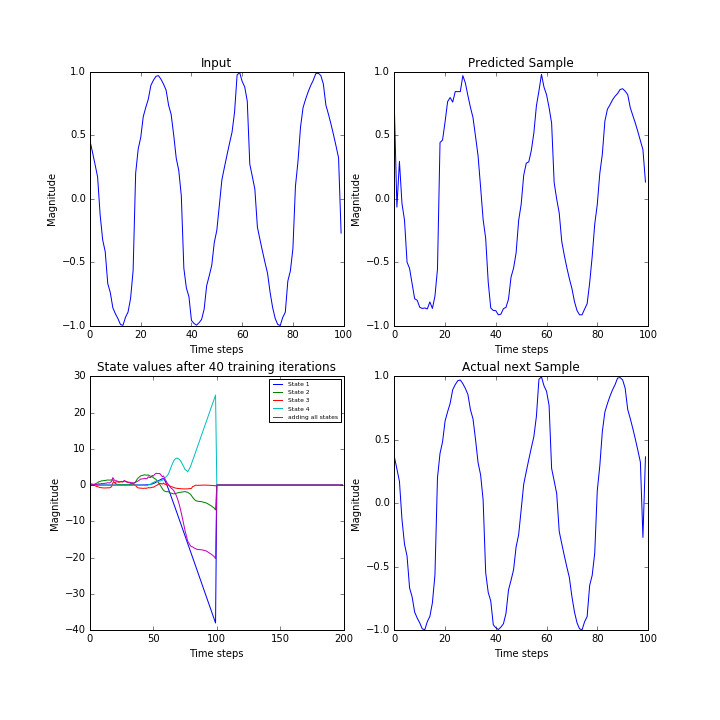 Input
Predicted Sample
1.0
0.5
0.0
−0.5
−1.0
Magnitude
0 20 40 60 80 100
Time steps
1.0
0.5
0.0
−0.5
−1.0
Magnitude
0 20 40 60 80 100
Time steps
State values after 40 training iterations
Actual next Sample
30
20
10
0
−10
−20
−30
−40
Magnitude
State 1
State 2
State 3
State 4
adding all states
0 50 100 150 200
Time steps
1.0
0.5
0.0
−0.5
−1.0
Magnitude
0 20 40 60 80 100
Time steps